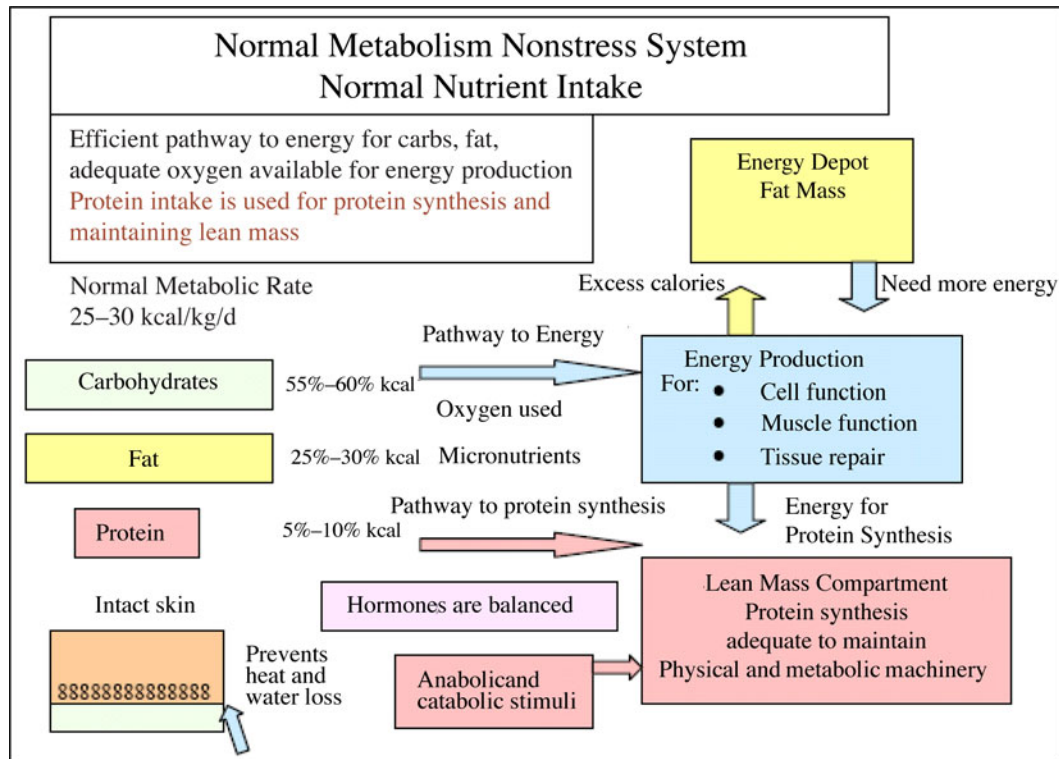 Normal Metabolism Nonstress System
Normal Nutrient Intake
Efficient pathway to energy for carbs, fat,
adequate oxygen available for energy production
Protein intake is used for protein synthesis and
maintaining lean mass
Energy Depot
Fat Mass
Normal Metabolic Rate
25–30 kcal/kg/d
Excess calories
Need more energy
Pathway to Energy
Carbohydrates
55%–60% kcal
Oxygen used
Energy Production
For:
• Cell function
• Muscle function
• Tissue repair
Fat
25%–30% kcal
Micronutrients
Protein
5%–10% kcal
Pathway to protein synthesis
Energy for
Protein Synthesis
Intact skin
Hormones are balanced
Lean Mass Compartment
Protein synthesis
adequate to maintain
Physical and metabolic machinery
Prevents
heat and
water loss
8888888888888
Anabolicand
catabolic stimuli